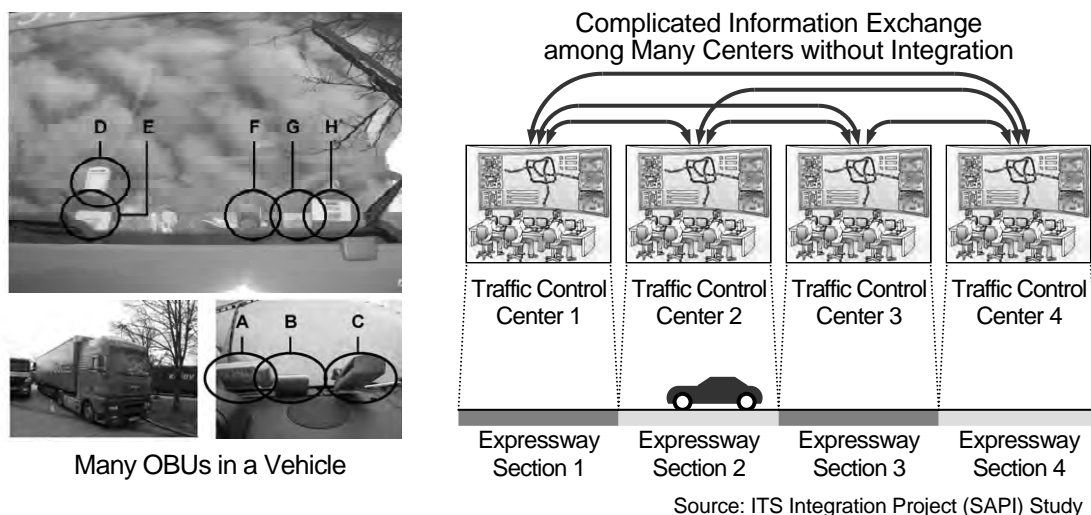 D E F G H
A B C
Many OBUs in a Vehicle
Complicated Information Exchange
among Many Centers without Integration
Traffic Control
Center 1
Traffic Control
Center 2
Traffic Control
Center 3
Traffic Control
Center 4
Expressway
Section 1
Expressway
Section 2
Expressway
Section 3
Expressway
Section 4
Source: ITS Integration Project (SAPI) Study